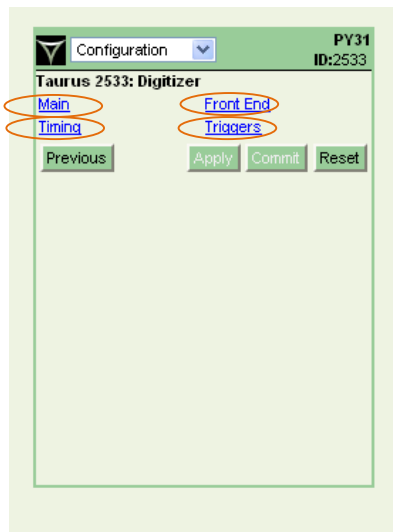 Configuration PY31
ID:2533
Taurus 2533: Digitizer
Main Front End
Timing Triggers
Previous Apply Commit Reset